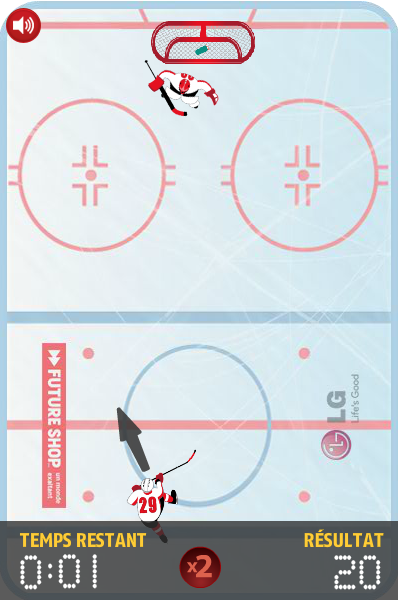 FUTURE SHOP
un monde
exaltant
LG
Life's Good
29
TEMPS RESTANT
0:01
x2
RÉSULTAT
20